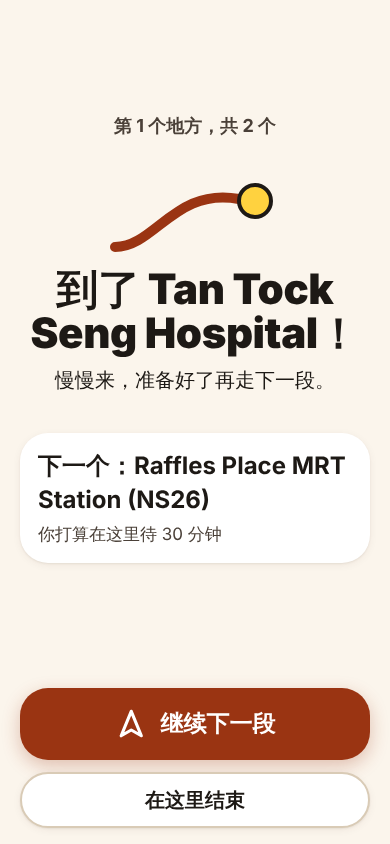 第 1 个地方，共 2 个
到了 Tan Tock
Seng Hospital！
慢慢来，准备好了再走下一段。
下一个：Raffles Place MRT
Station (NS26)
你打算在这里待 30 分钟
继续下一段
在这里结束